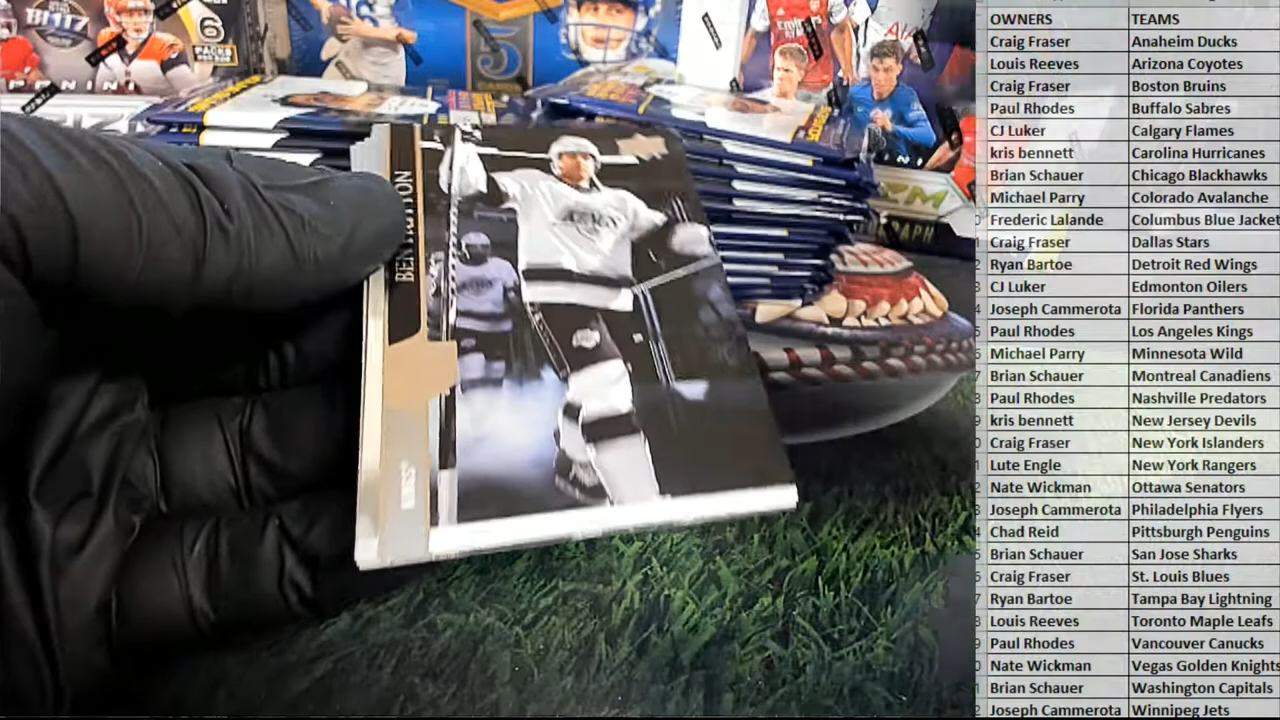 OWNERS TEAMS
Craig Fraser Anaheim Ducks
Louis Reeves Arizona Coyotes
Craig Fraser Boston Bruins
Paul Rhodes Buffalo Sabres
CJ Luker Calgary Flames
kris bennett Carolina Hurricanes
Brian Schauer Chicago Blackhawks
Michael Parry Colorado Avalanche
Frederic Lalande Columbus Blue Jacket
Craig Fraser Dallas Stars
Ryan Bartoe Detroit Red Wings
CJ Luker Edmonton Oilers
Joseph Cammerota Florida Panthers
Paul Rhodes Los Angeles Kings
Michael Parry Minnesota Wild
Brian Schauer Montreal Canadiens
Paul Rhodes Nashville Predators
kris bennett New Jersey Devils
Craig Fraser New York Islanders
Lute Engle New York Rangers
Nate Wickman Ottawa Senators
Joseph Cammerota Philadelphia Flyers
Chad Reid Pittsburgh Penguins
Brian Schauer San Jose Sharks
Craig Fraser St. Louis Blues
Ryan Bartoe Tampa Bay Lightning
Louis Reeves Toronto Maple Leafs
Paul Rhodes Vancouver Canucks
Nate Wickman Vegas Golden Knights
Brian Schauer Washington Capitals
Joseph Cammerota Winnipeg Jets
6
PACKS
PANINI
5